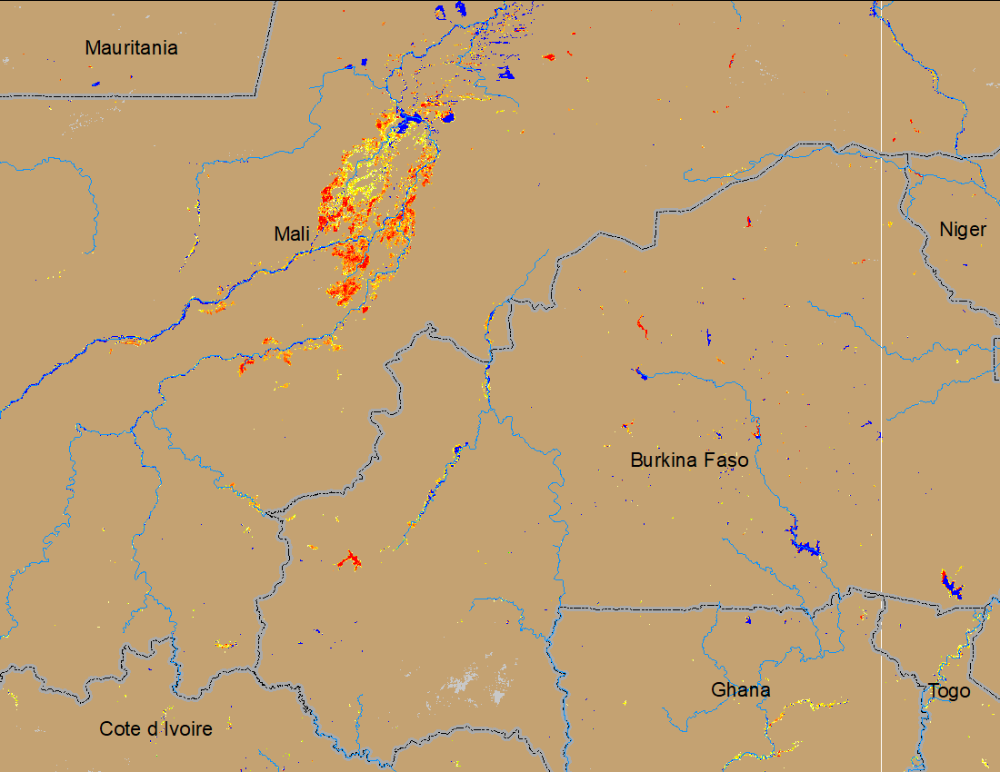 Mauritania
Mali
Niger
Burkina Faso
Ghana
Togo
Cote d Ivoire